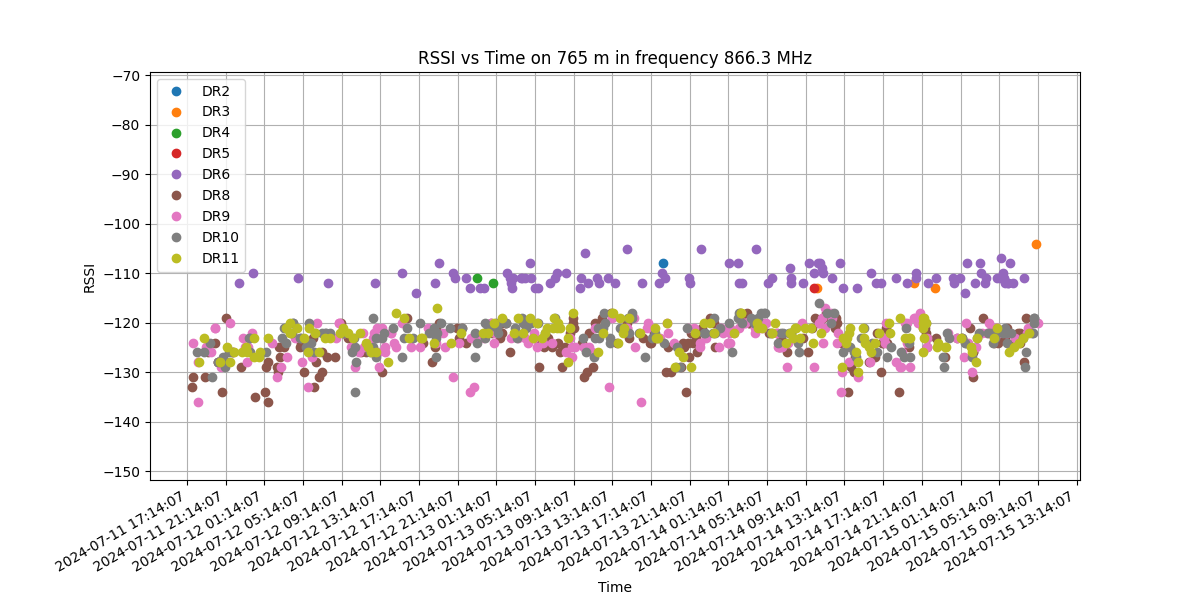 RSSI vs Time on 765 m in frequency 866.3 MHz
−70
−80
−90
−100
−110
−120
−130
−140
−150
RSSI
DR2
DR3
DR4
DR5
DR6
DR8
DR9
DR10
DR11
2024-07-11 17:14:07
2024-07-11 21:14:07
2024-07-12 01:14:07
2024-07-12 05:14:07
2024-07-12 09:14:07
2024-07-12 13:14:07
2024-07-12 17:14:07
2024-07-12 21:14:07
2024-07-13 01:14:07
2024-07-13 05:14:07
2024-07-13 09:14:07
2024-07-13 13:14:07
2024-07-13 17:14:07
2024-07-13 21:14:07
2024-07-14 01:14:07
2024-07-14 05:14:07
2024-07-14 09:14:07
2024-07-14 13:14:07
2024-07-14 17:14:07
2024-07-14 21:14:07
2024-07-15 01:14:07
2024-07-15 05:14:07
2024-07-15 09:14:07
2024-07-15 13:14:07
Time